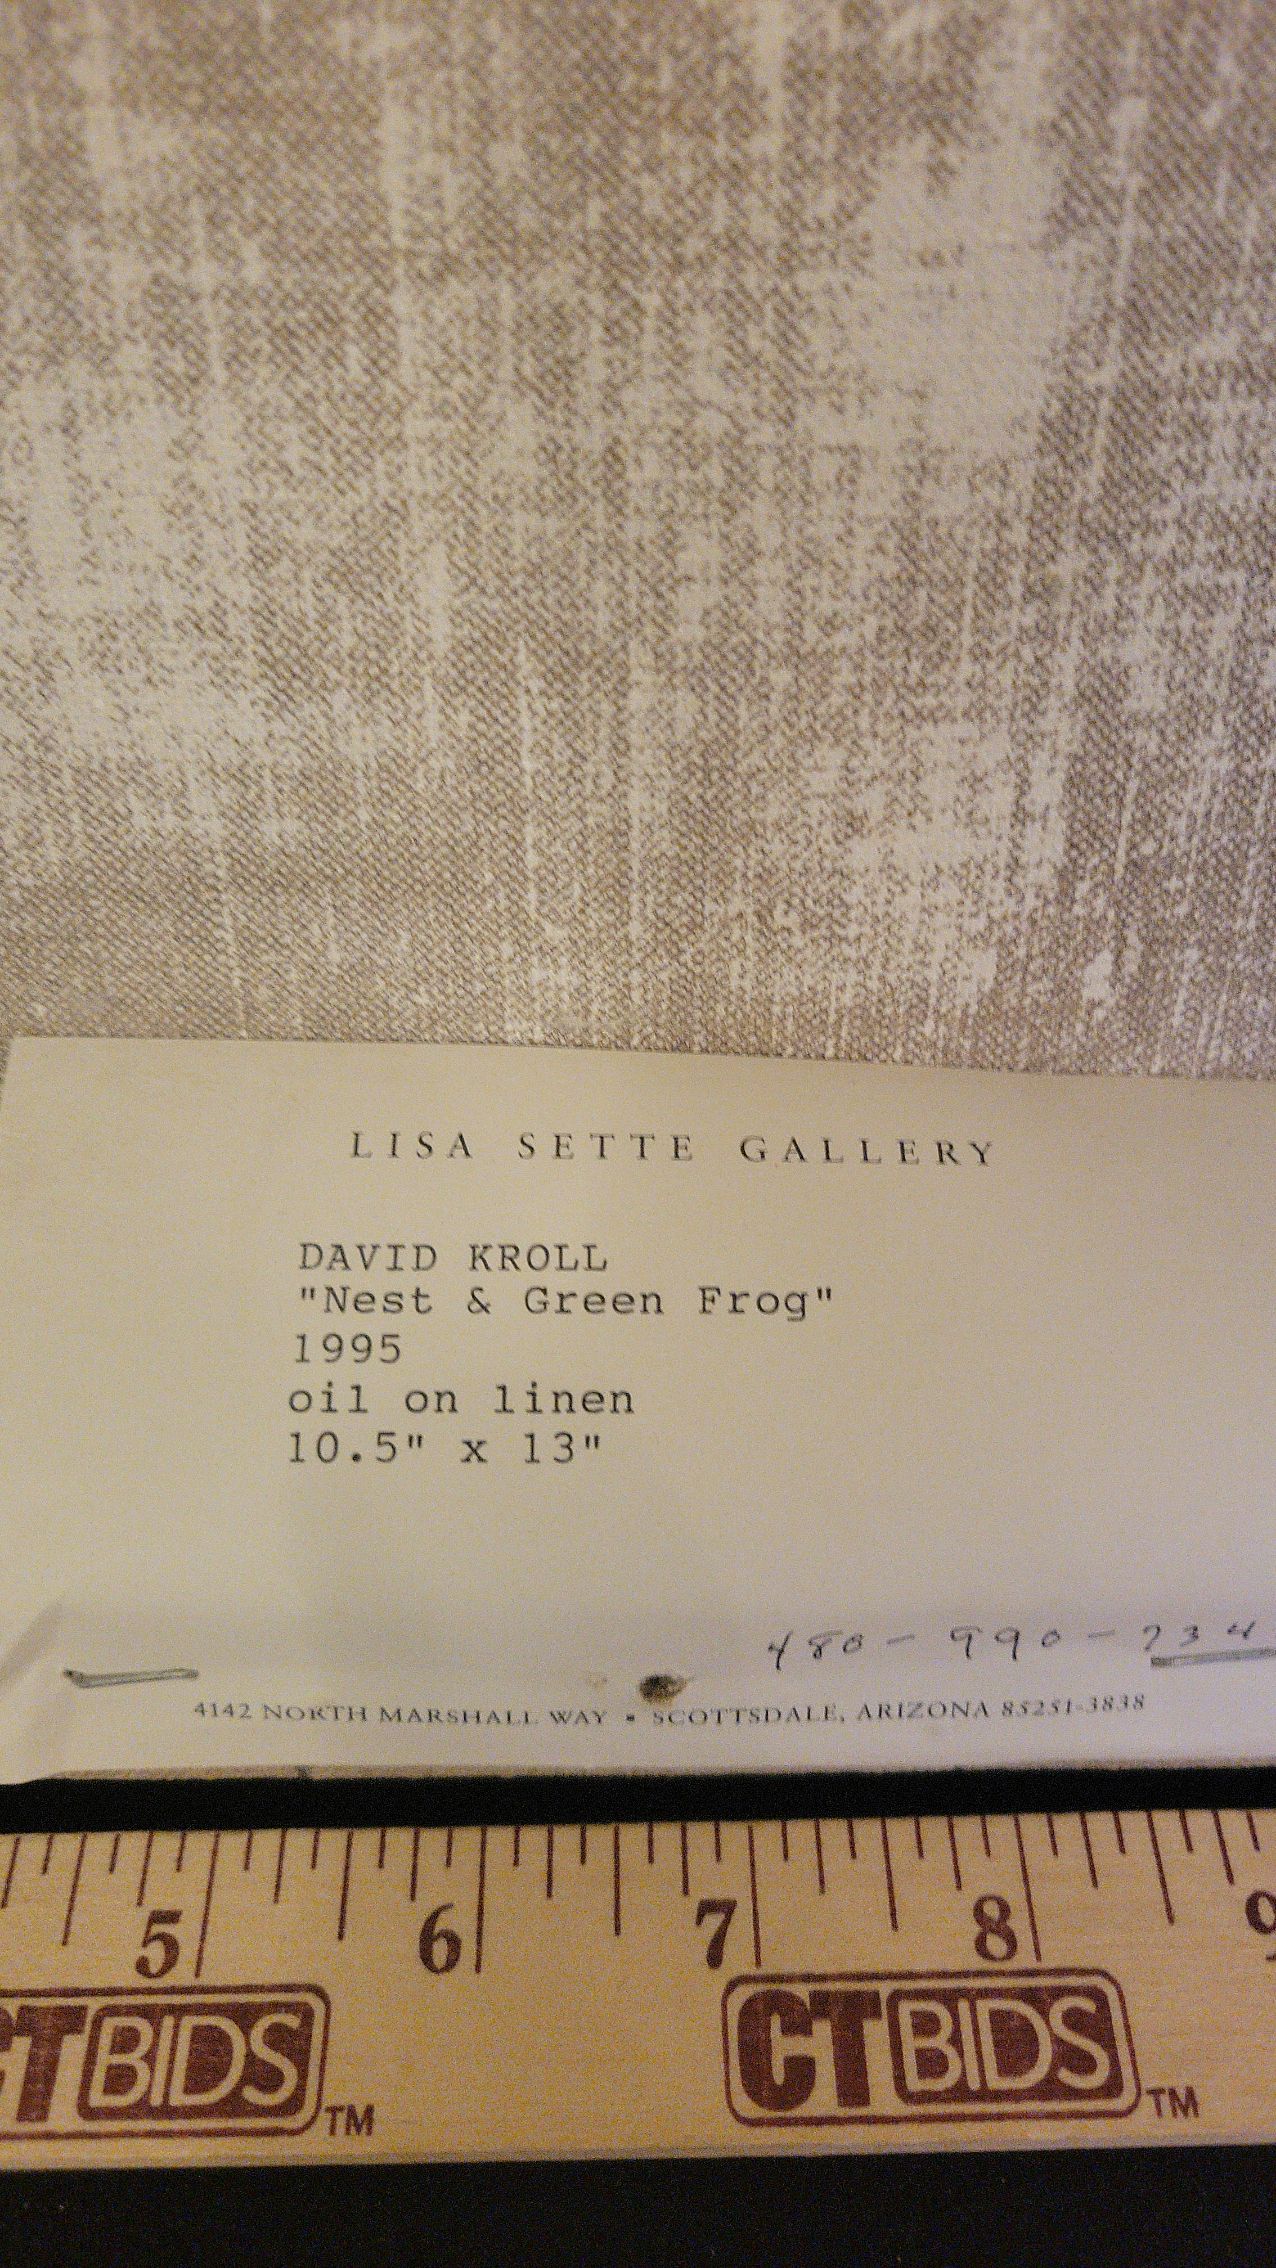 LISA SETTE GALLERY
DAVID KROLL
"Nest & Green Frog"
1995
oil on linen
10.5" x 13"
480-990-734
4142 NORTH MARSHALL WAY ▪ SCOTTSDALE, ARIZONA 85251-3838
5 6 7 8 9
CTBIDS TM CTBIDS TM